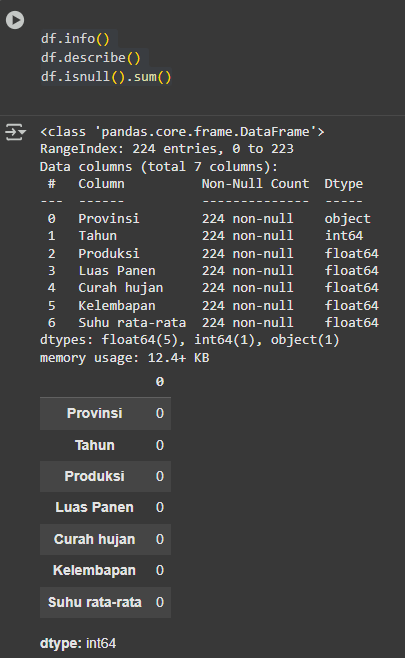 df.info()
df.describe()
df.isnull().sum()
<class 'pandas.core.frame.DataFrame'>
RangeIndex: 224 entries, 0 to 223
Data columns (total 7 columns):
 #   Column          Non-Null Count  Dtype
---  ------          --------------  -----
 0   Provinsi        224 non-null    object
 1   Tahun           224 non-null    int64
 2   Produksi        224 non-null    float64
 3   Luas Panen      224 non-null    float64
 4   Curah hujan     224 non-null    float64
 5   Kelembapan      224 non-null    float64
 6   Suhu rata-rata  224 non-null    float64
dtypes: float64(5), int64(1), object(1)
memory usage: 12.4+ KB
0
Provinsi 0
Tahun 0
Produksi 0
Luas Panen 0
Curah hujan 0
Kelembapan 0
Suhu rata-rata 0
dtype: int64